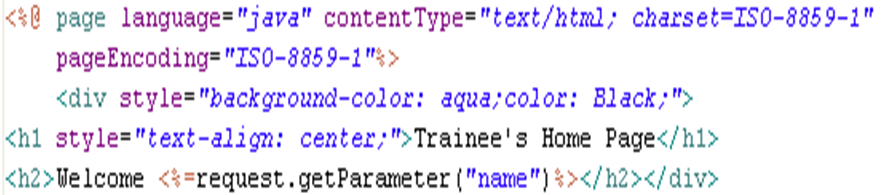 <%@ page language="java" contentType="text/html; charset=ISO-8859-1"
pageEncoding="ISO-8859-1"%>
<div style="background-color: aqua;color: Black;">
<h1 style="text-align: center;">Trainee's Home Page</h1>
<h2>Welcome <%=request.getParameter("name")%></h2></div>